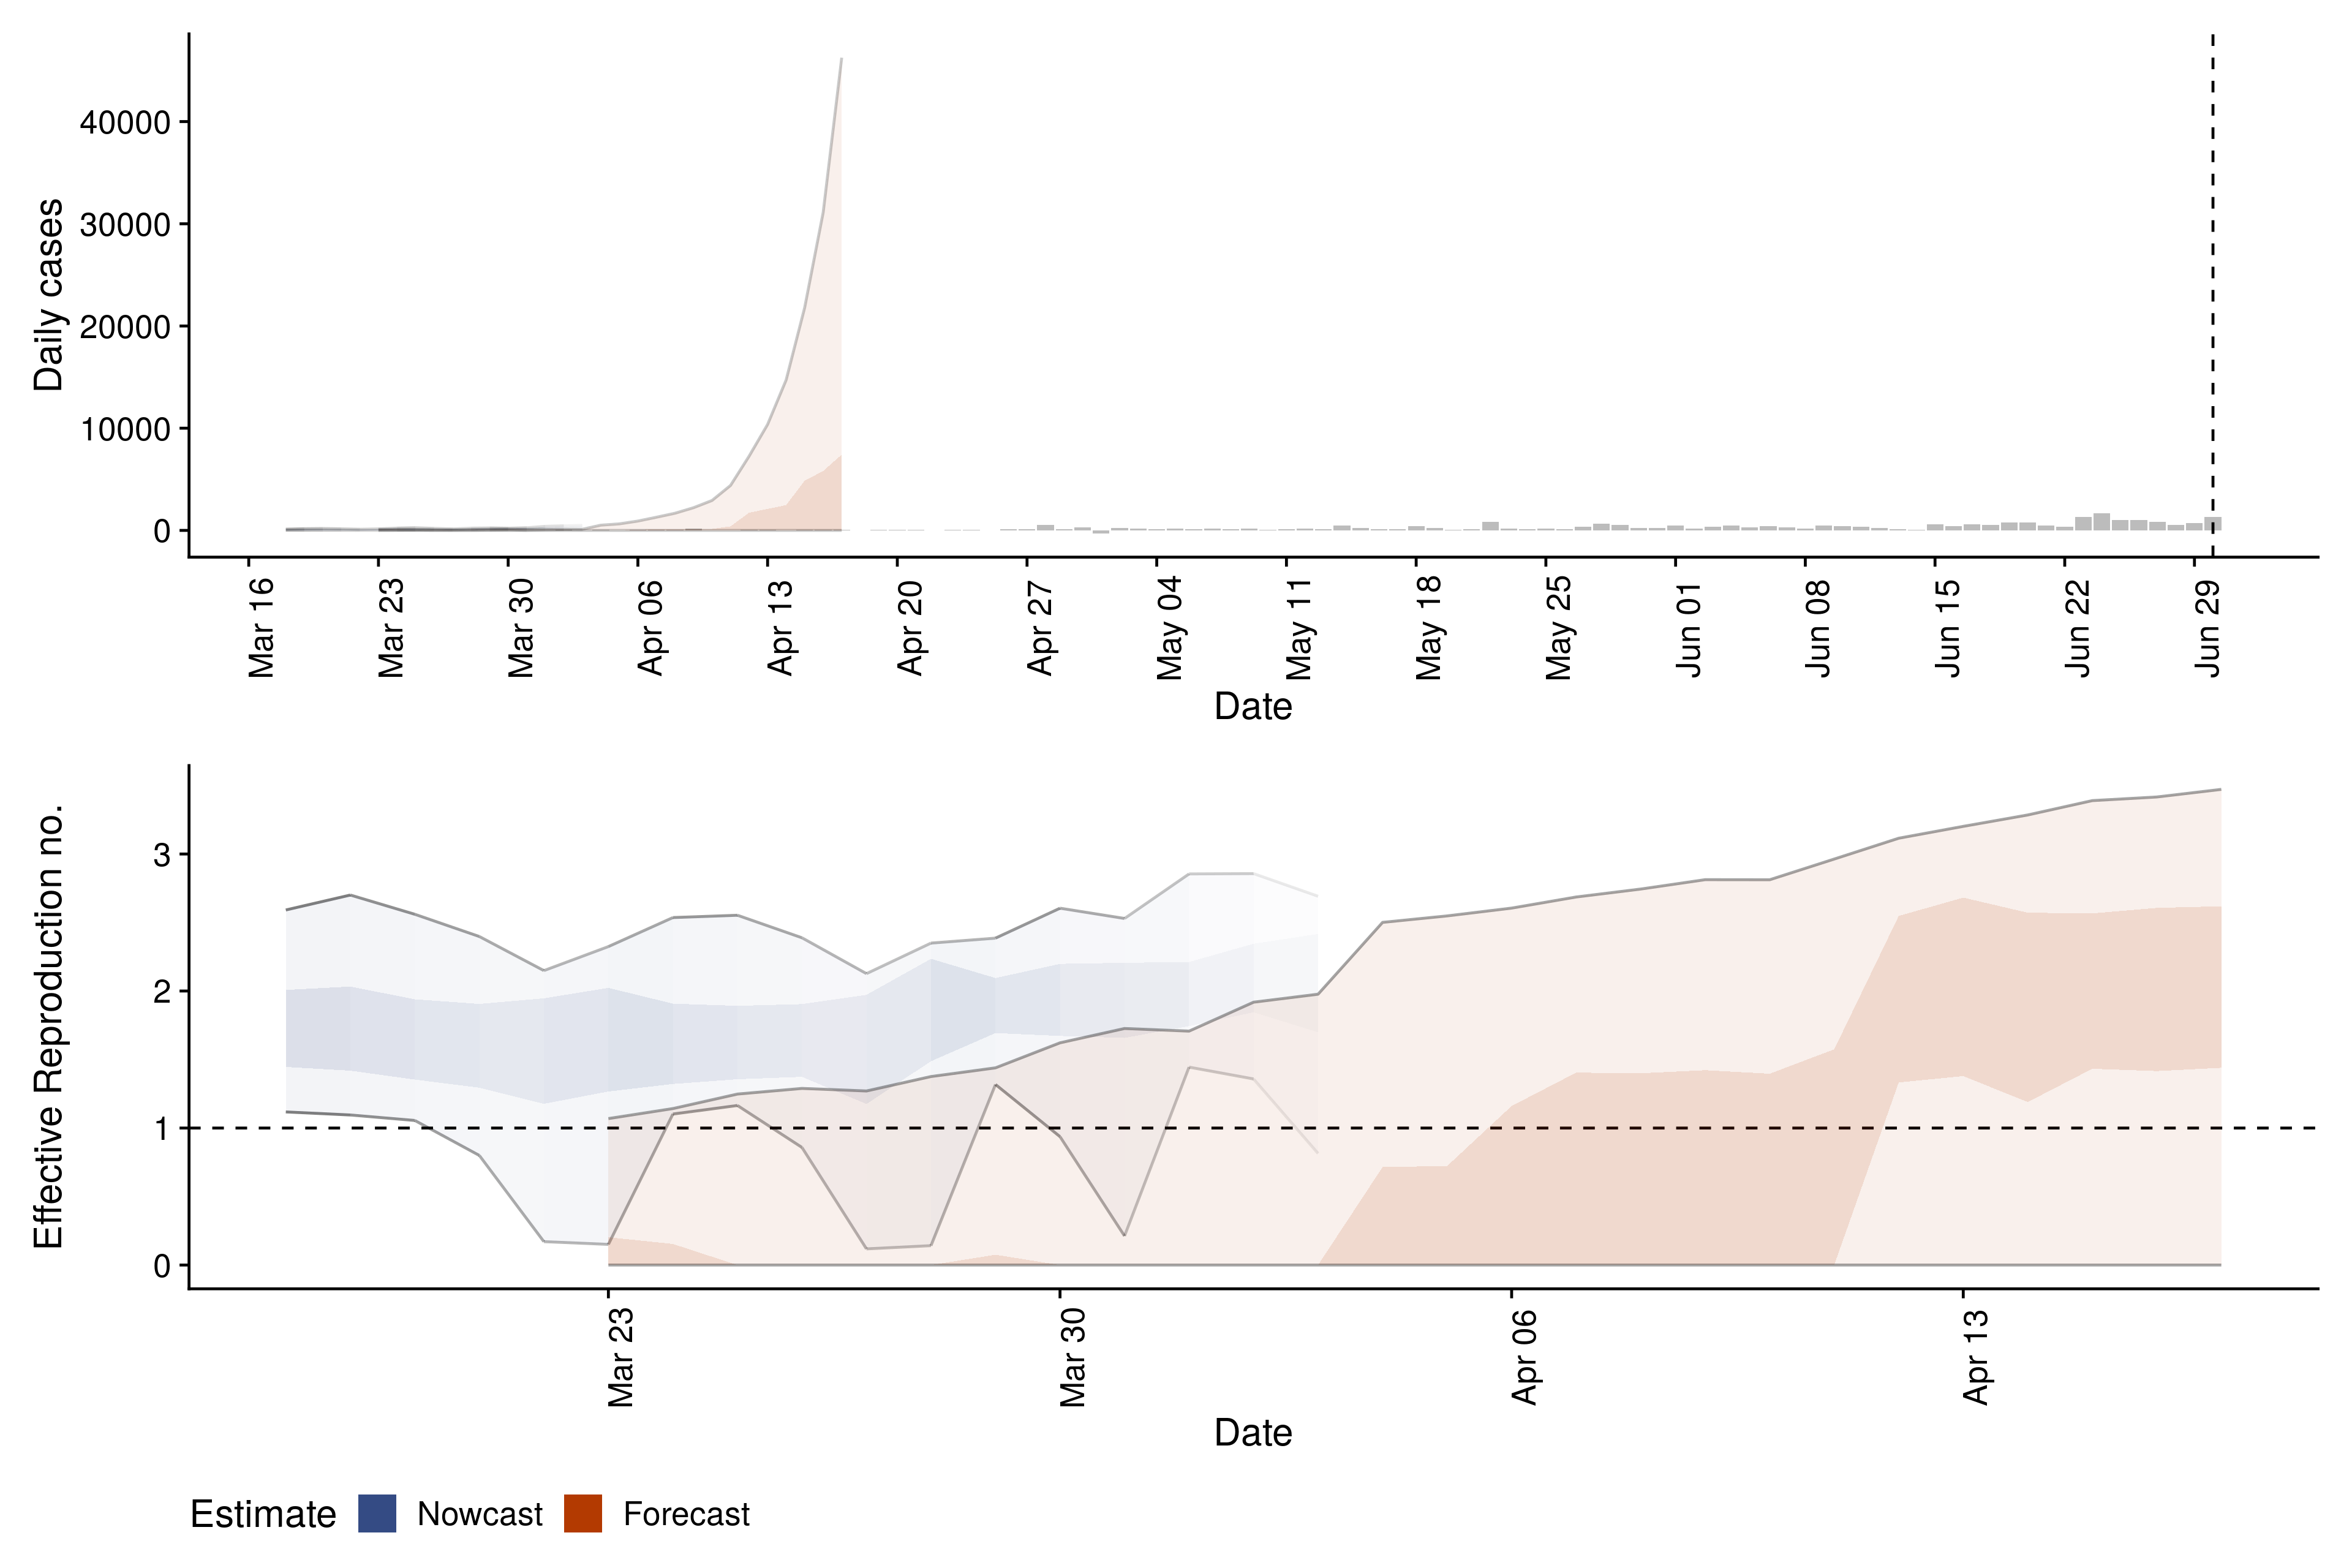 Daily cases
40000
30000
20000
10000
0
Mar 16
Mar 23
Mar 30
Apr 06
Apr 13
Apr 20
Apr 27
May 04
May 11
May 18
May 25
Jun 01
Jun 08
Jun 15
Jun 22
Jun 29
Date
Effective Reproduction no.
3
2
1
0
Mar 23
Mar 30
Apr 06
Apr 13
Date
Estimate Nowcast Forecast